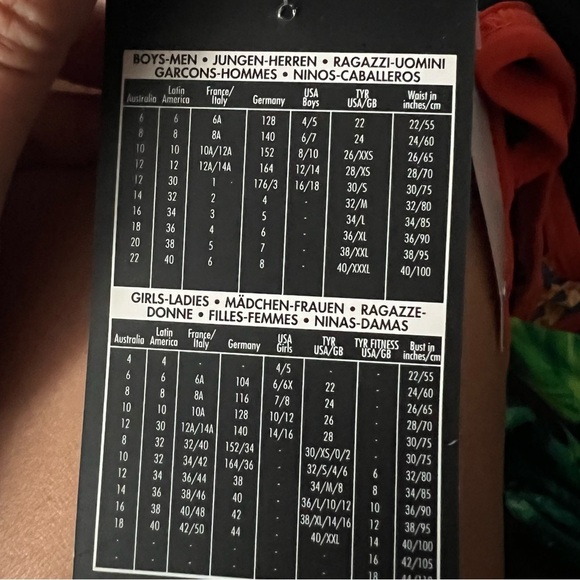 BOYS-MEN • JUNGEN-HERREN • RAGAZZI-UOMINI
GARCONS-HOMMES • NINOS-CABALLEROS
Australia Latin America France/Italy Germany USA Boys TYR USA/GB Waist in inches/cm
6 6 6A 128 4/5 22 22/55
8 8 8A 140 6/7 24 24/60
10 10 10A/12A 152 8/10 26/XXS 26/65
12 12 12A/14A 164 12/14 28/XS 28/70
12 30 1 176/3 16/18 30/S 30/75
14 32 2 4 - 32/M 32/80
16 34 3 5 - 34/L 34/85
18 36 4 6 - 36/XL 36/90
20 38 5 7 - 38/XXL 38/95
22 40 6 8 - 40/XXXL 40/100
GIRLS-LADIES • MÄDCHEN-FRAUEN • RAGAZZE-
DONNE • FILLES-FEMMES • NINAS-DAMAS
Australia Latin America France/Italy Germany USA Girls TYR USA/GB TYR FITNESS USA/GB Bust in inches/cm
4 4 - - 4/5 - - 22/55
6 6 6A 104 6/6X 22 - 24/60
8 8 8A 116 7/8 24 - 26/65
10 10 10A 128 10/12 26 - 28/70
12 30 12A/14A 140 14/16 28 - 30/75
8 32 32/40 152/34 - 30/XS/0/2 - 30/75
10 32 34/42 164/36 - 32/S/4/6 6 32/80
12 34 36/44 38 - 34/M/8 8 34/85
14 36 38/46 40 - 36/L/10/12 10 36/90
16 38 40/48 42 - 38/XL/14/16 12 38/95
18 40 42/50 44 - 40/XXL 14 40/100
- - - - - - 16 42/105
18